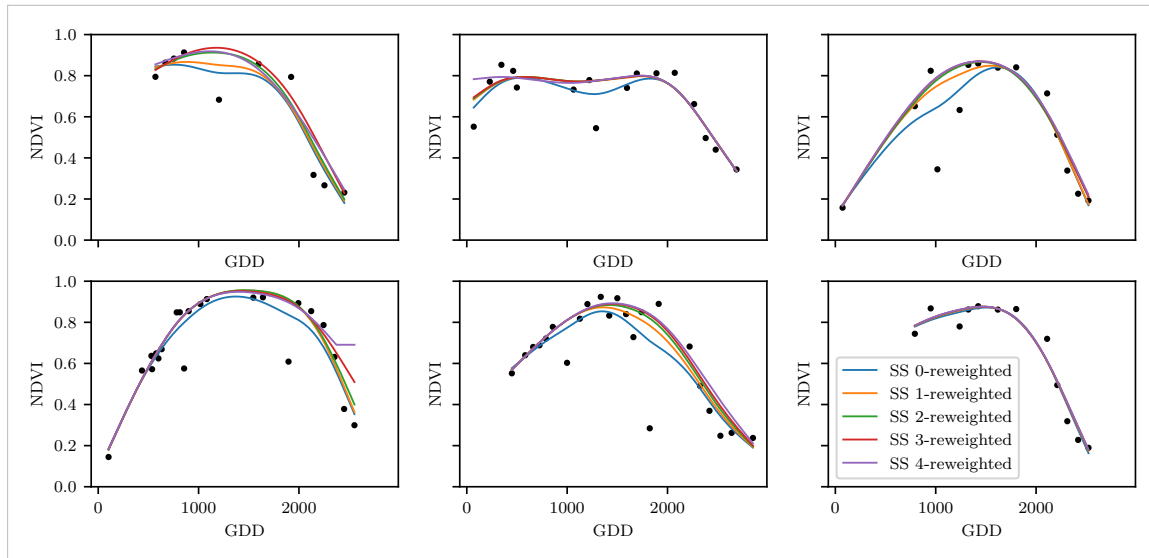 1.0
0.8
0.6
0.4
0.2
0.0
NDVI
GDD
NDVI
GDD
NDVI
GDD
1.0
0.8
0.6
0.4
0.2
0.0
NDVI
0 1000 2000
GDD
NDVI
0 1000 2000
GDD
NDVI
0 1000 2000
GDD
SS 0-reweighted
SS 1-reweighted
SS 2-reweighted
SS 3-reweighted
SS 4-reweighted